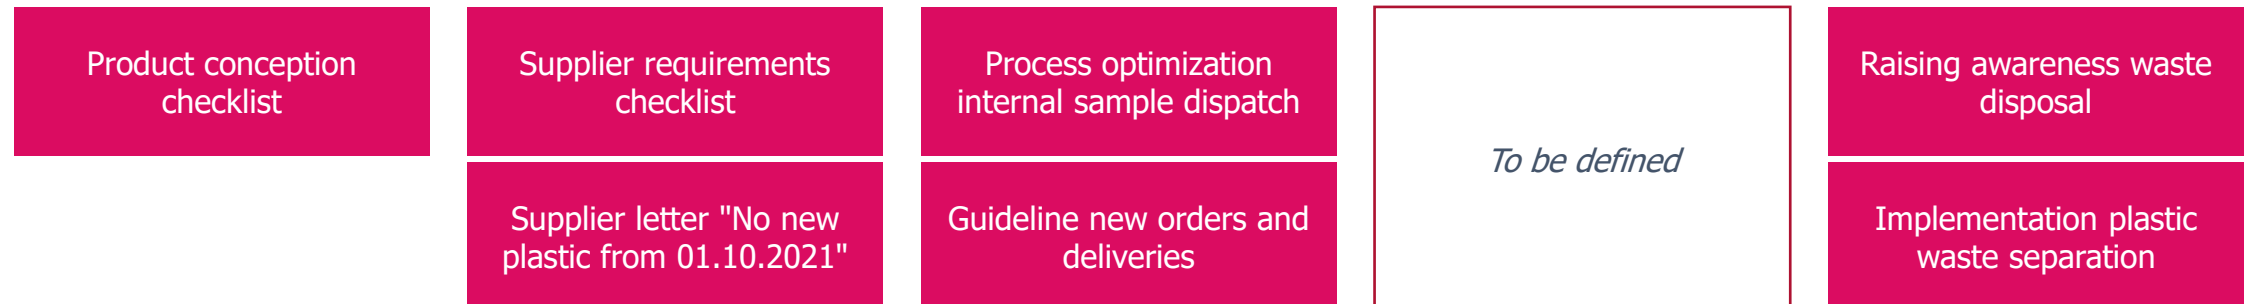 Product conception
checklist
Supplier requirements
checklist
Process optimization
internal sample dispatch
To be defined
Raising awareness waste
disposal
Supplier letter "No new
plastic from 01.10.2021"
Guideline new orders and
deliveries
Implementation plastic
waste separation